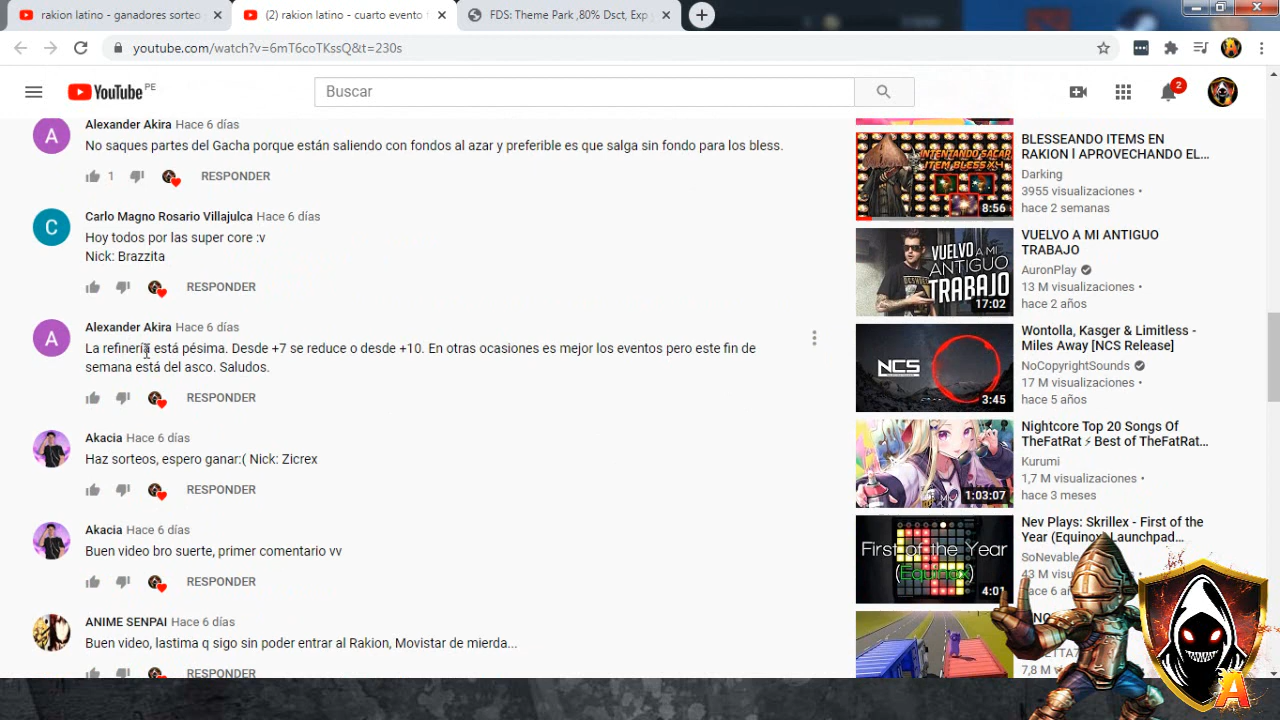 rakion latino - ganadores sorteo
(2) rakion latino - cuarto evento f
FDS: Theme Park ,80% Dsct, Exp
youtube.com/watch?v=6mT6coTKssQ&t=230s
YouTube PE
Buscar
2
Alexander Akira Hace 6 días
No saques partes del Gacha porque están saliendo con fondos al azar y preferible es que salga sin fondo para los bless.
1 RESPONDER
Carlo Magno Rosario Villajulca Hace 6 días
Hoy todos por las super core :v
Nick: Brazzita
RESPONDER
Alexander Akira Hace 6 días
La refinería está pésima. Desde +7 se reduce o desde +10. En otras ocasiones es mejor los eventos pero este fin de
semana está del asco. Saludos.
RESPONDER
Akacia Hace 6 días
Haz sorteos, espero ganar:( Nick: Zicrex
RESPONDER
Akacia Hace 6 días
Buen video bro suerte,primer comentario vv
RESPONDER
ANIME SENPAI Hace 6 días
Buen video, lastima q sigo sin poder entrar al Rakion, Movistar de mierda...
RESPONDER
INTENTANDO SACAR
ITEM BLESS X4
8:56
BLESSEANDO ITEMS EN
RAKION l APROVECHANDO EL...
Darking
3955 visualizaciones •
hace 2 semanas
VUELVO A MI
ANTIGUO
TRABAJO
17:02
VUELVO A MI ANTIGUO
TRABAJO
AuronPlay
13 M visualizaciones •
hace 2 años
NCS
3:45
Wontolla, Kasger & Limitless -
Miles Away [NCS Release]
NoCopyrightSounds
17 M visualizaciones •
hace 5 años
1:03:07
Nightcore Top 20 Songs Of
TheFatRat ⚡ Best of TheFatRat...
Kurumi
1,7 M visualizaciones •
hace 3 meses
First of the Year
(Equinox)
4:01
Nev Plays: Skrillex - First of the
Year (Equinox) Launchpad...
SoNevable
43 M
hace 6
7,8 M
A